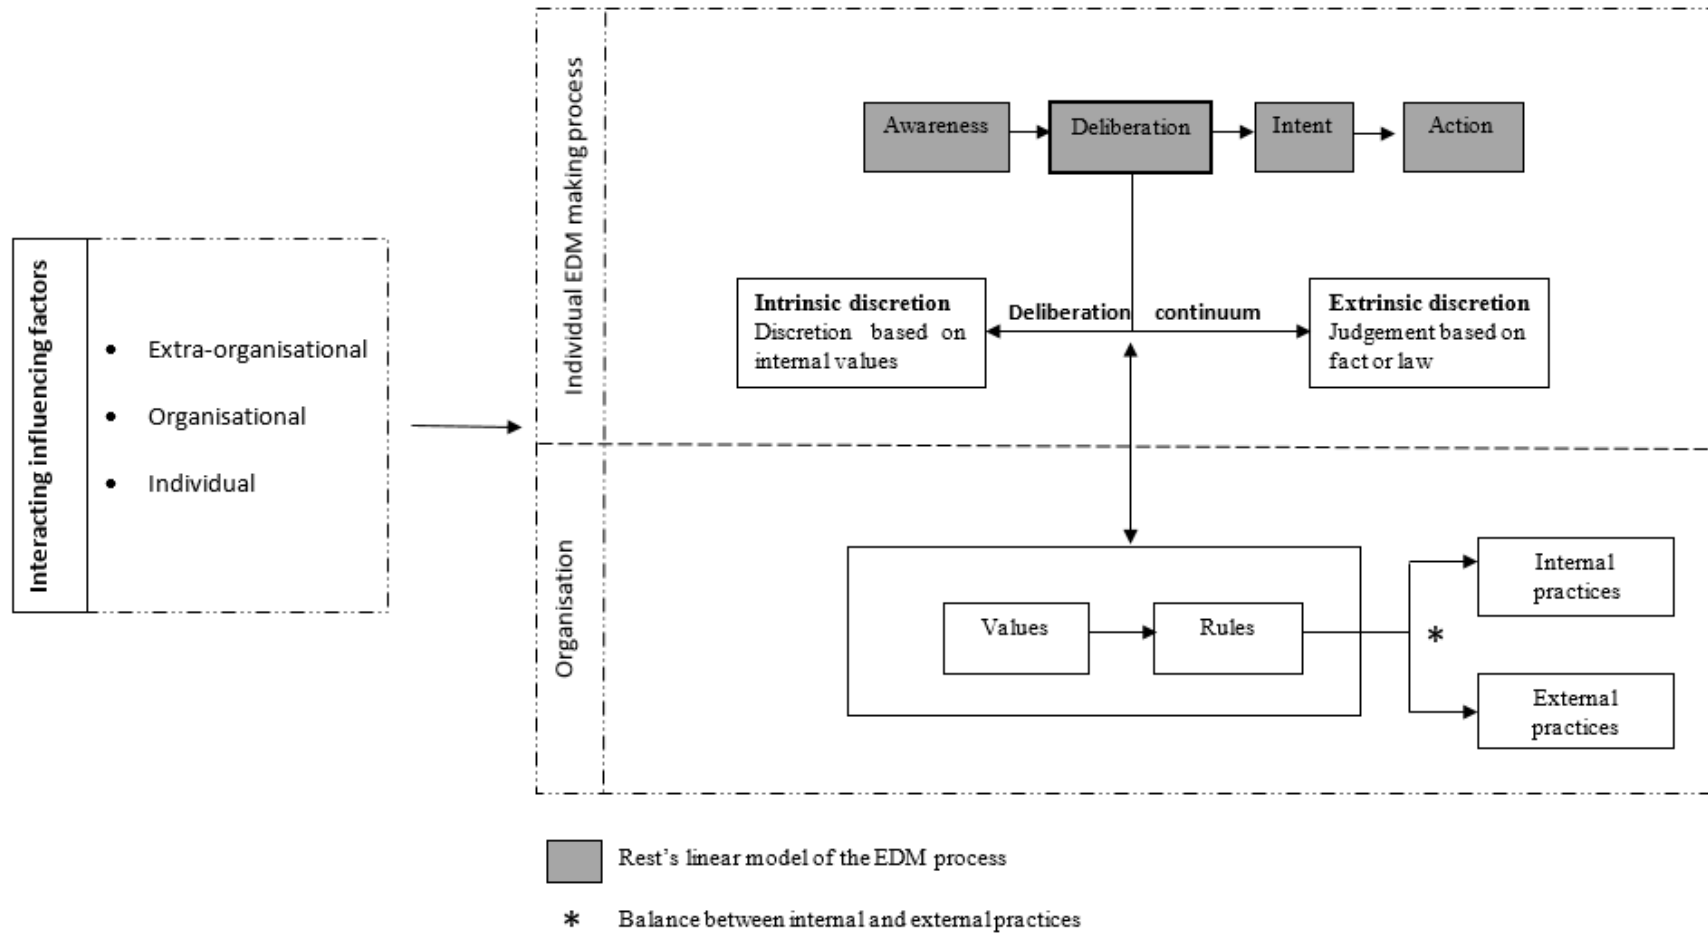 Interacting influencing factors
• Extra-organisational
• Organisational
• Individual
Individual EDM making process
Awareness
Deliberation
Intent
Action
Intrinsic discretion
Discretion based on
internal values
Deliberation continuum
Extrinsic discretion
Judgement based on
fact or law
Organisation
Values
Rules
*
Internal
practices
External
practices
Rest's linear model of the EDM process
* Balance between internal and external practices